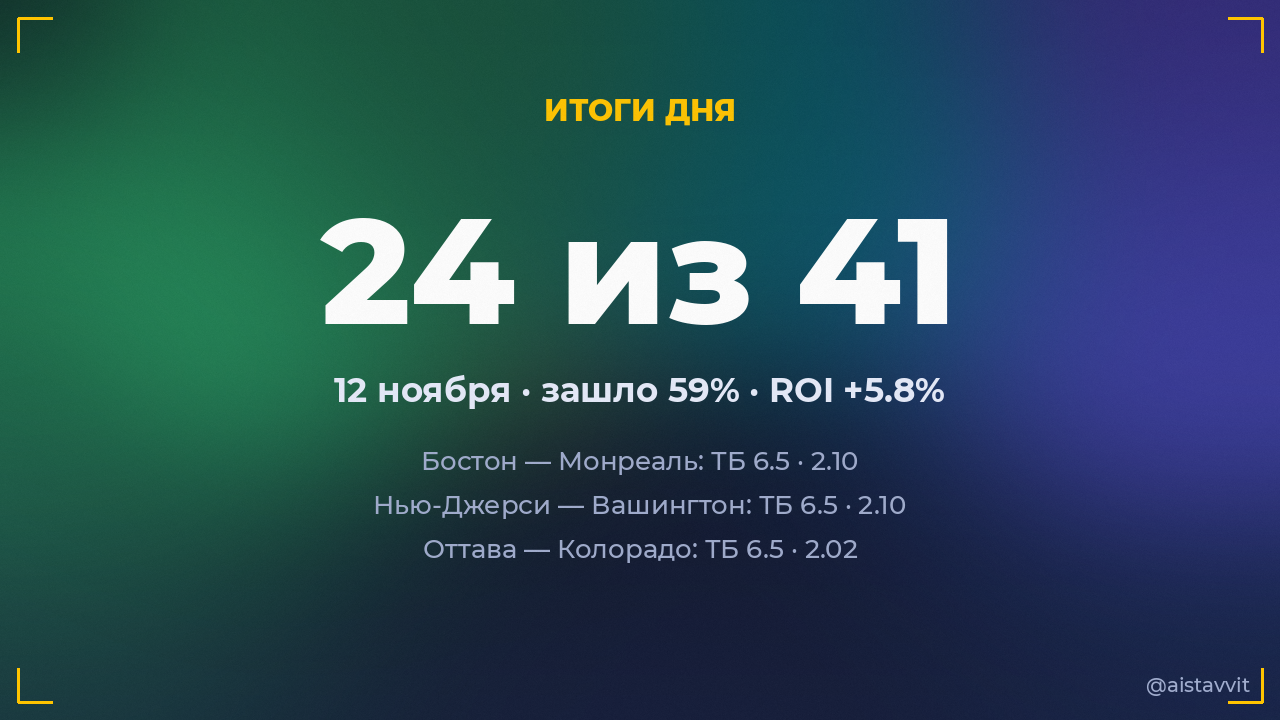 ИТОГИ ДНЯ
24 из 41
12 ноября · зашло 59% · ROI +5.8%
Бостон — Монреаль: ТБ 6.5 · 2.10
Нью-Джерси — Вашингтон: ТБ 6.5 · 2.10
Оттава — Колорадо: ТБ 6.5 · 2.02
@aistavvit